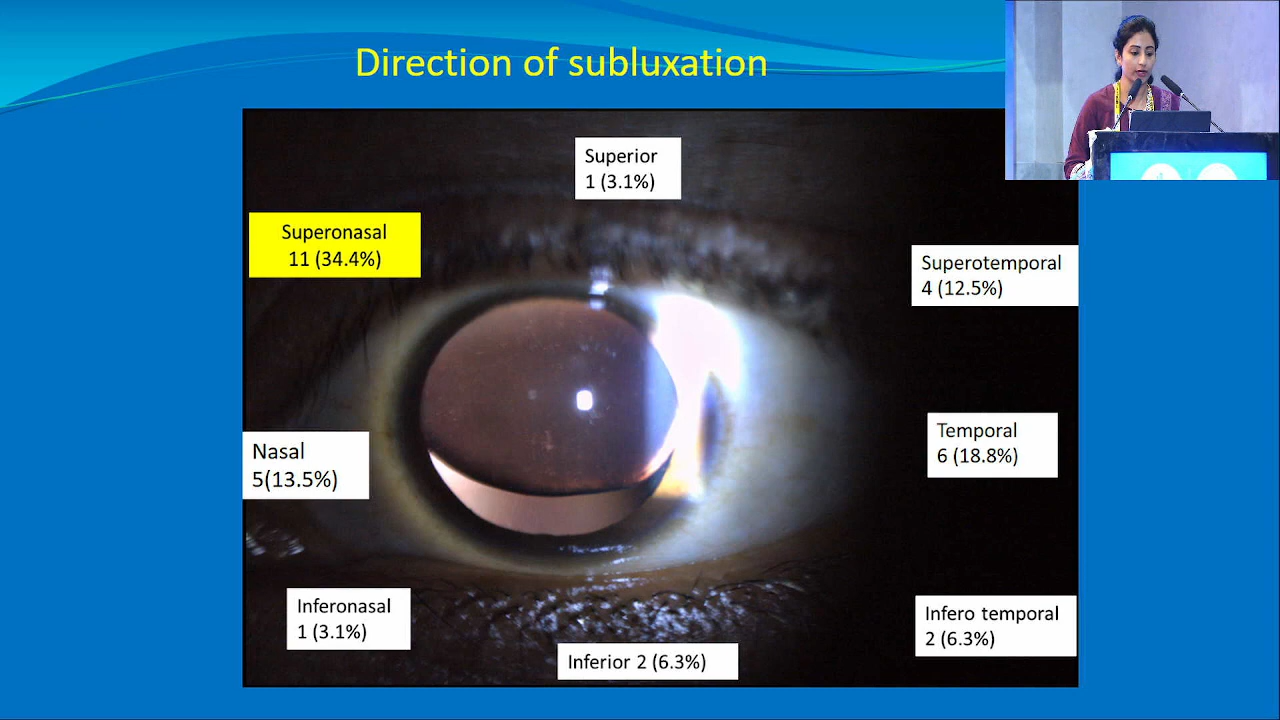 Direction of subluxation
Superior
1 (3.1%)
Superonasal
11 (34.4%)
Superotemporal
4 (12.5%)
Nasal
5(13.5%)
Temporal
6 (18.8%)
Inferonasal
1 (3.1%)
Inferior 2 (6.3%)
Infero temporal
2 (6.3%)